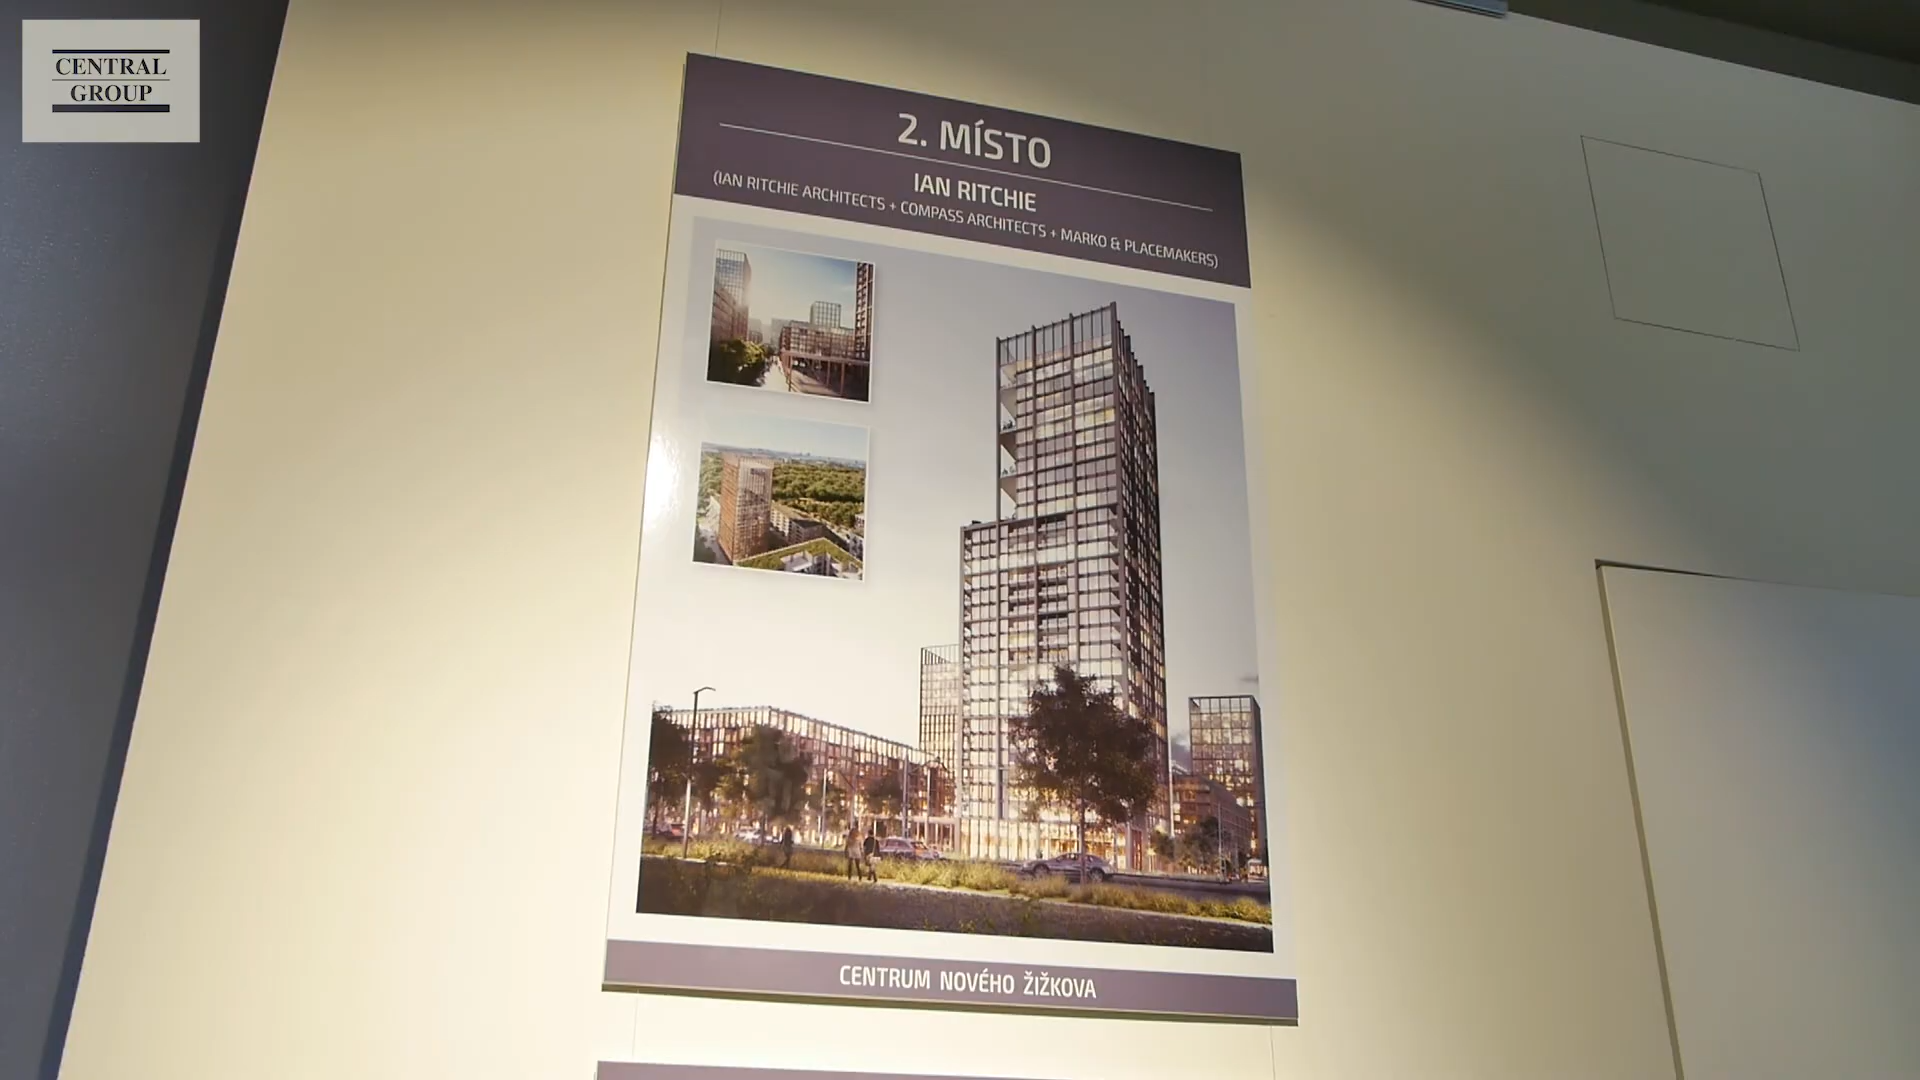 CENTRAL
GROUP
2. MÍSTO
IAN RITCHIE
(IAN RITCHIE ARCHITECTS + COMPASS ARCHITECTS + MARKO & PLACEMAKERS)
CENTRUM NOVÉHO ŽIŽKOVA